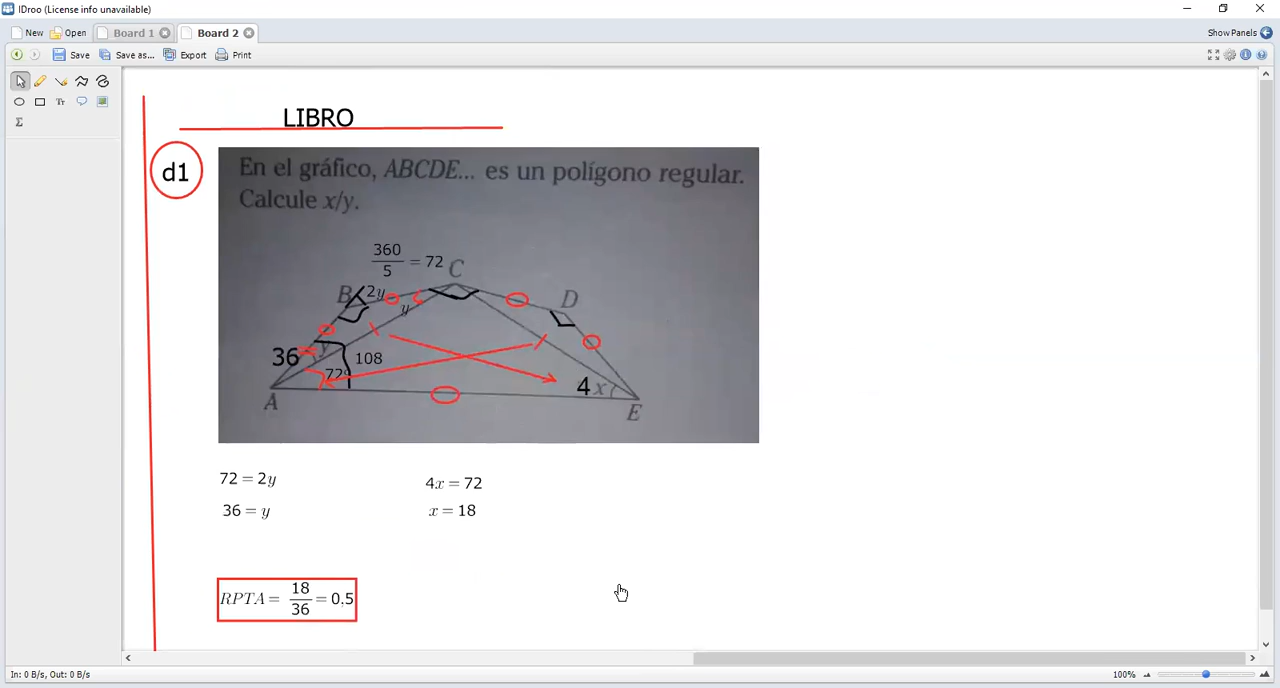 IDroo (License info unavailable)
New Open Board 1 Board 2 Show Panels
Save Save as... Export Print
Tr
Σ
LIBRO
d1
En el gráfico, ABCDE... es un polígono regular.
Calcule x/y.
360/5 = 72
C
B 2y
D
y
36 y 108
72°
4 x
A
E
72 = 2y
4x = 72
36 = y
x = 18
RPTA = 18/36 = 0.5
In: 0 B/s, Out: 0 B/s
100%